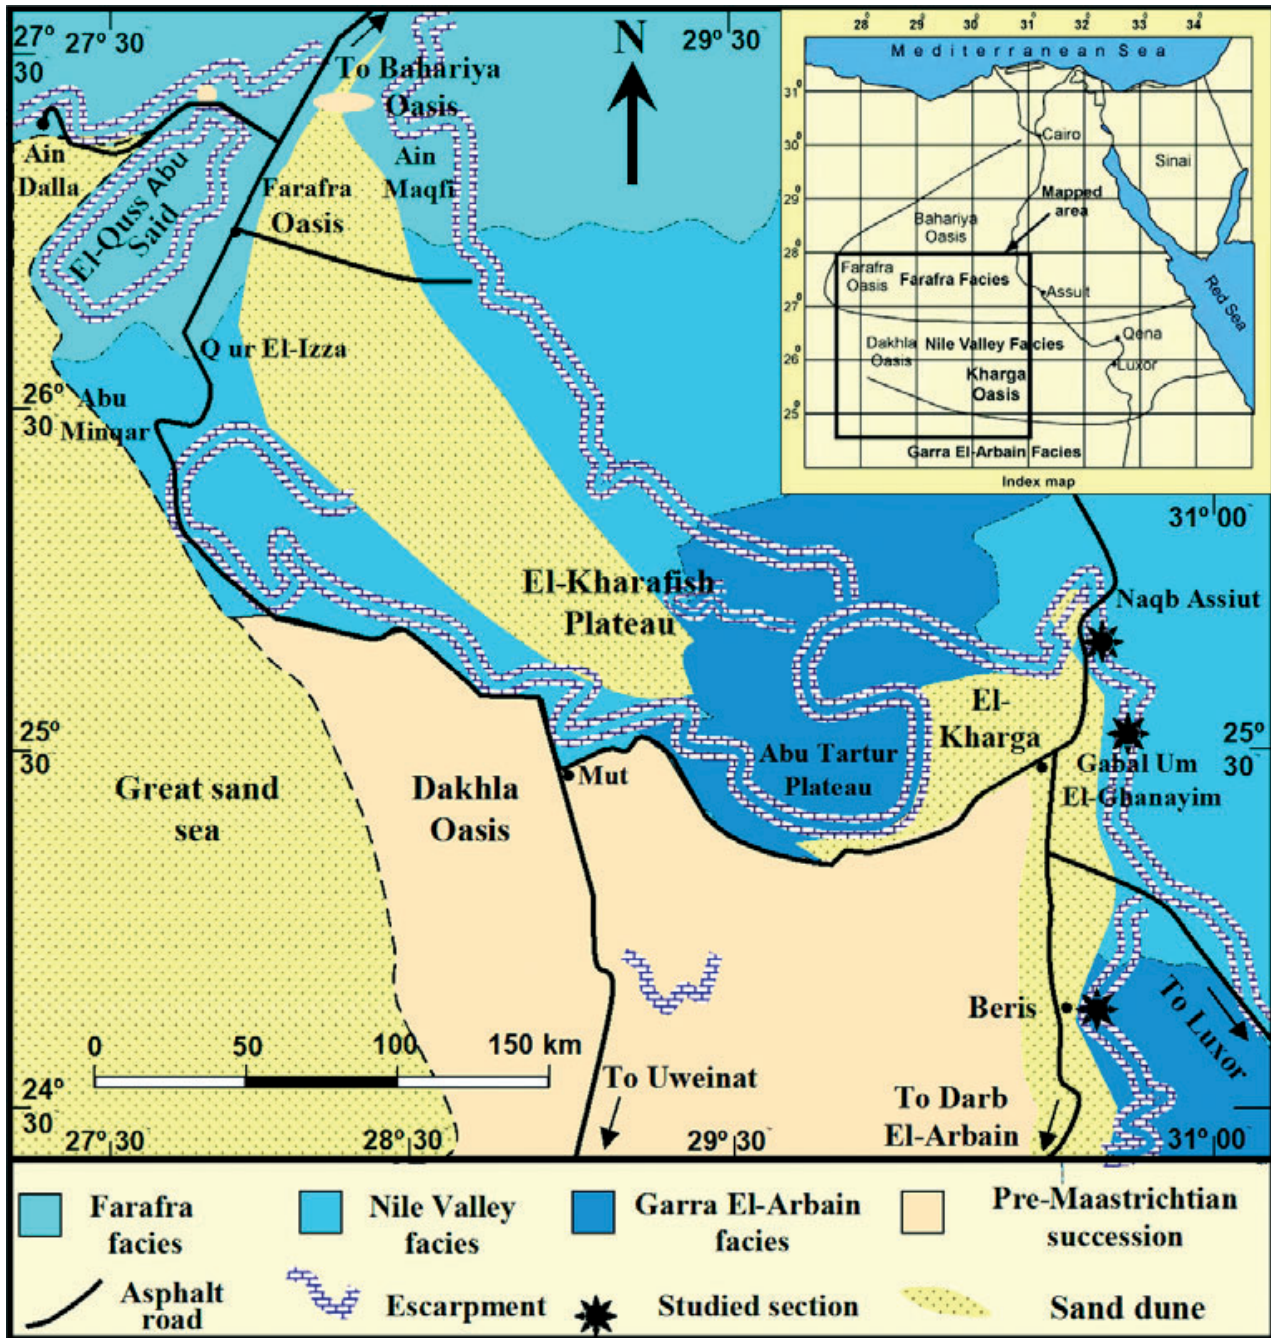 27°
30
27° 30
29° 30
N
To Bahariya
Oasis
Ain
Dalla
Ain
Maqfi
El-Quss Abu
Said
Farafra
Oasis
Q ur El-Izza
26°
30
Abu
Minqar
28° 29° 30 31 32° 33 34
Mediterranean Sea
31°
30
29
28
27
26
25°
Cairo
Sinai
Mapped
area
Bahariya
Oasis
Farafra
Oasis
Farafra Facies
Assuit
Red Sea
Dakhla
Oasis
Nile Valley Facies
Qena
Luxor
Kharga
Oasis
Garra El-Arbain Facies
Index map
31° 00
El-Kharafish
Plateau
Naqb Assiut
25°
30
El-
Kharga
Abu Tartur
Plateau
25°
30
Gabal Um
El-Ghanayim
Great sand
sea
Dakhla
Oasis
Mut
Beris
To Luxor
0 50 100 150 km
To Uweinat
To Darb
El-Arbain
24°
30
27° 30
28° 30
29° 30
31° 00
Farafra
facies
Nile Valley
facies
Garra El-Arbain
facies
Pre-Maastrichtian
succession
Asphalt
road
Escarpment
Studied section
Sand dune